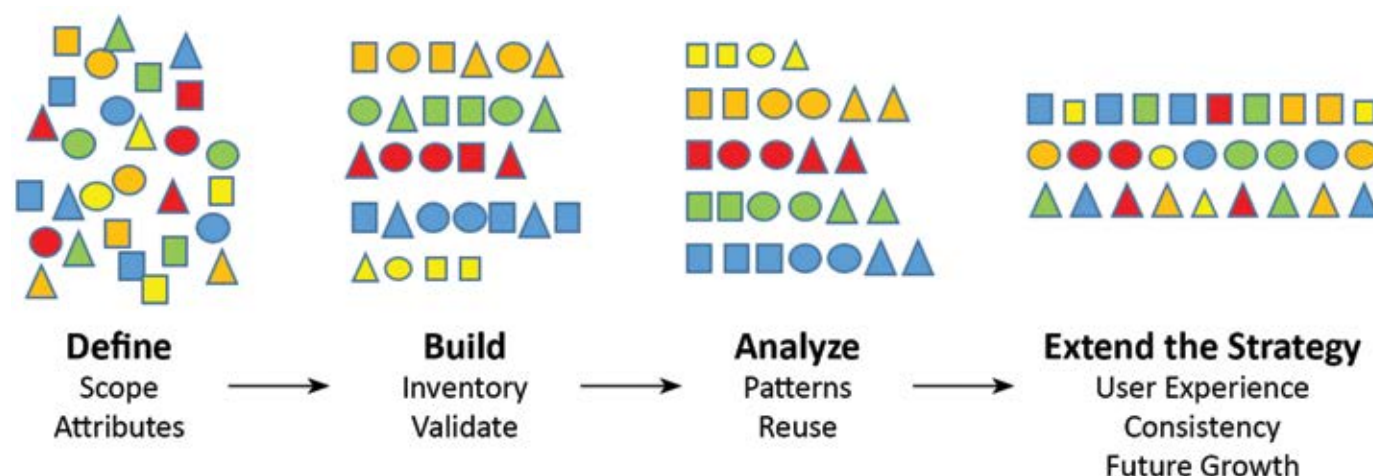 Define
Scope
Attributes
Build
Inventory
Validate
Analyze
Patterns
Reuse
Extend the Strategy
User Experience
Consistency
Future Growth